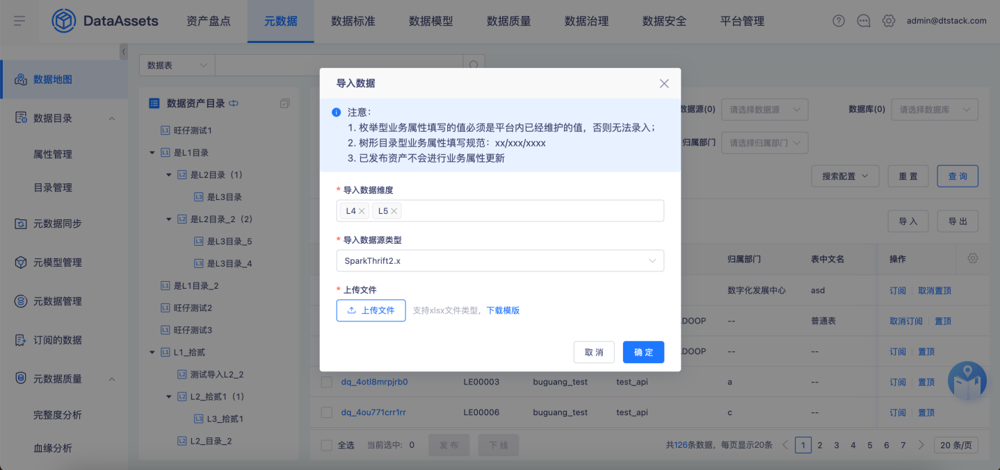 DataAssets 资产盘点 元数据 数据标准 数据模型 数据质量 数据治理 数据安全 平台管理 admin@dtstack.com
数据地图
数据目录
属性管理
目录管理
元数据同步
元模型管理
元数据管理
订阅的数据
元数据质量
完整度分析
血缘分析
数据表
数据资产目录
L1 旺仔测试1
L1 是L1目录
L2 是L2目录（1）
L3 是L3目录
L2 是L2目录_2（2）
L3 是L3目录_5
L3 是L3目录_4
L1 是L1目录_2
L1 旺仔测试2
L1 旺仔测试3
L1 L1_拾贰
L2 测试导入L2_2
L2 L2_拾贰1（1）
L3 L3_拾贰1
L2 L2_目录_2
导入数据
注意：
1. 枚举型业务属性填写的值必须是平台内已经维护的值，否则无法录入；
2. 树形目录型业务属性填写规范：xx/xxx/xxxx
3. 已发布资产不会进行业务属性更新
* 导入数据维度
L4 L5
* 导入数据源类型
SparkThrift2.x
* 上传文件
上传文件 支持xlsx文件类型，下载模版
取消 确定
数据源(0) 请选择数据源 数据库(0) 请选择数据库
归属部门 请选择归属部门
搜索配置 重置 查询
导入 导出
归属部门 表中文名 操作
数字化发展中心 asd 订阅 取消置顶
DOOP -- 普通表 取消订阅 置顶
DOOP -- -- 订阅 置顶
dq_4otl8mrpjrb0 LE00003 buguang_test test_api a -- 订阅 置顶
dq_4ou771crr1rr LE00006 buguang_test test_api c -- 订阅 置顶
全选 当前选中： 0 发布 下线 共126条数据，每页显示20条 1 2 3 4 5 6 7 20 条/页